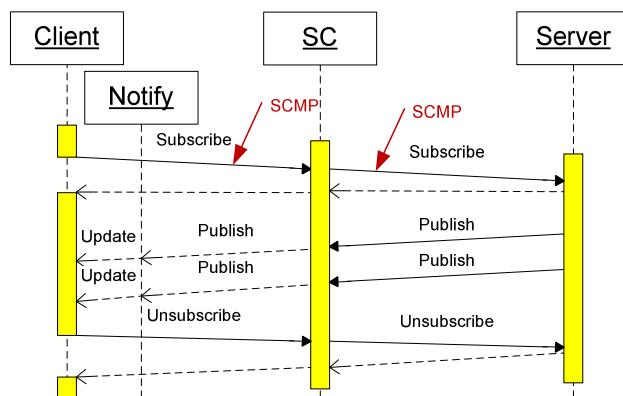 Client
SC
Server
Notify
SCMP
SCMP
Subscribe
Subscribe
Publish
Publish
Update
Publish
Publish
Update
Unsubscribe
Unsubscribe